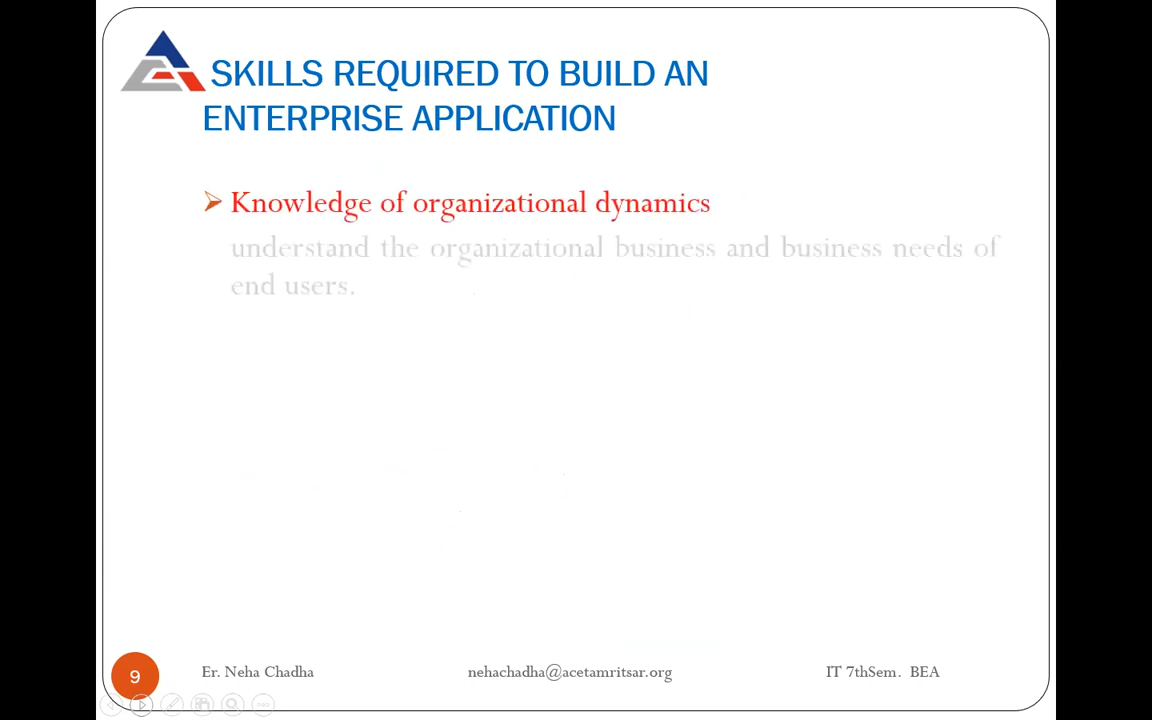 SKILLS REQUIRED TO BUILD AN
ENTERPRISE APPLICATION
Knowledge of organizational dynamics
understand the organizational business and business needs of
end users.
9
Er. Neha Chadha
nehachadha@acetamritsar.org
IT 7thSem. BEA